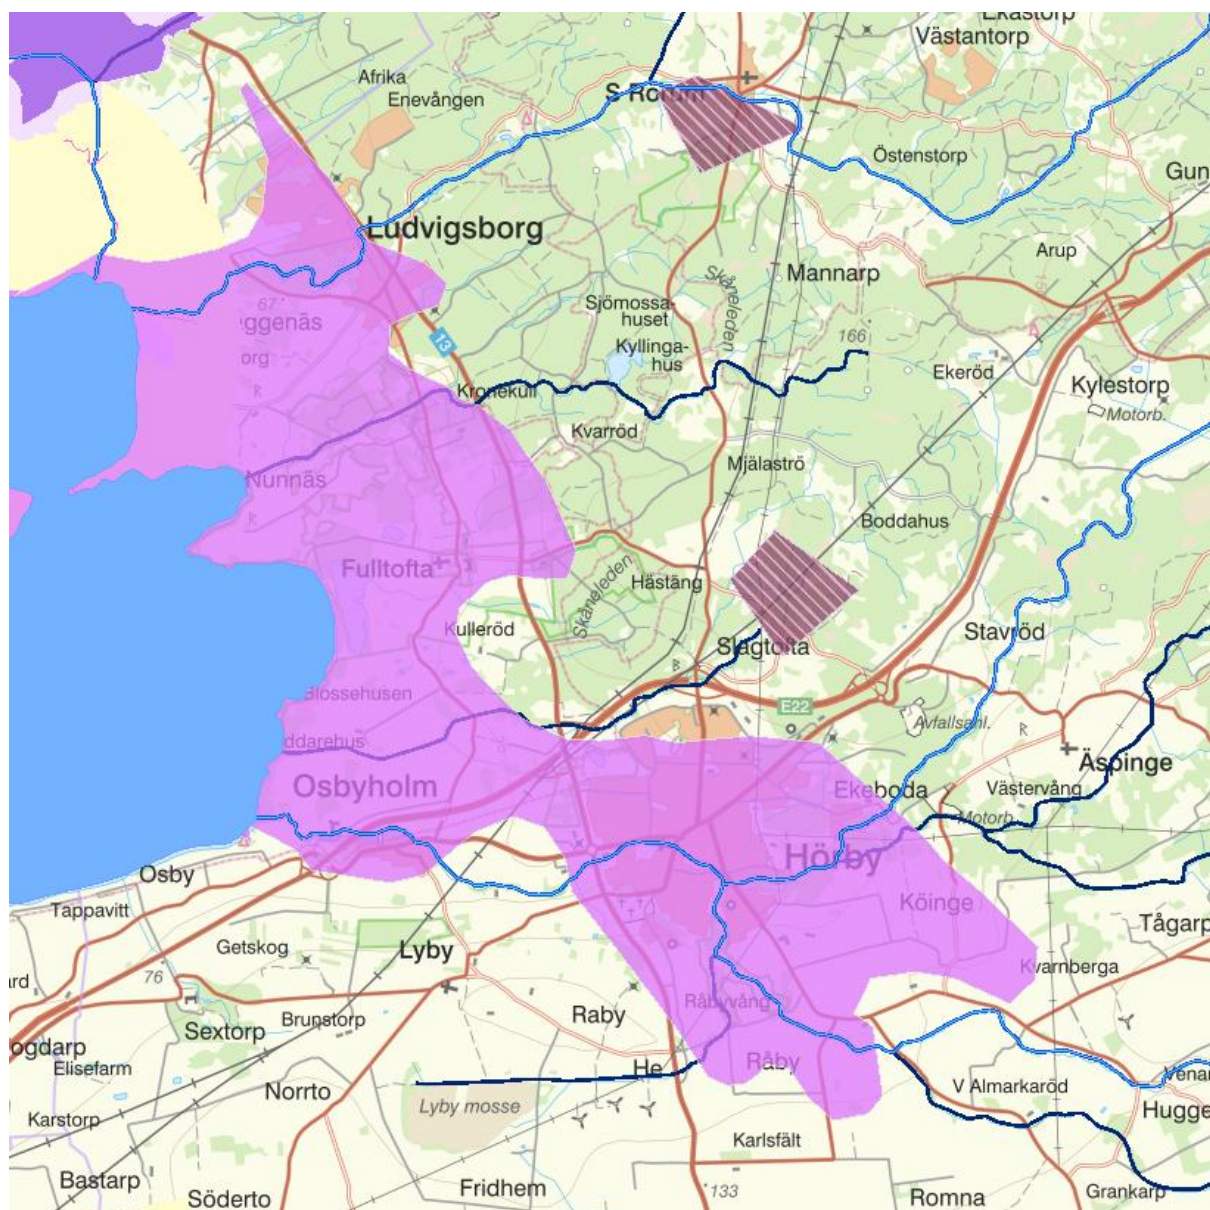 Ekastorp
Västantorp
Afrika
Enevången
S Rörum
Östenstorp
Gun
Ludvigsborg
Arup
Mannarp
Skåneleden
67
Sjömossa-
huset
ggenäs
13
Kyllinga-
hus
166
org
Ekeröd
Kylestorp
Kronekull
Motorb.
Kvarröd
Mjälaströ
Nunnäs
Boddahus
Fulltofta
Hästäng
Skåneleden
Kulleröd
Stavröd
Slagtofta
Blossehusen
E22
Avfallsanl.
ddarehus
Äspinge
Osbyholm
Ekeboda
Västervång
Motorb.
Hörby
Osby
Köinge
Tappavitt
Tågarp
Getskog
Lyby
Kvarnberga
ard
76
Råbyvång
Raby
Sextorp
Brunstorp
ogdarp
Elisefarm
Råby
He
Norrto
V Almarkaröd
Venar
Lyby mosse
Karstorp
Hugge
Karlsfält
Bastarp
Fridhem
133
Grankarp
Söderto
Romna